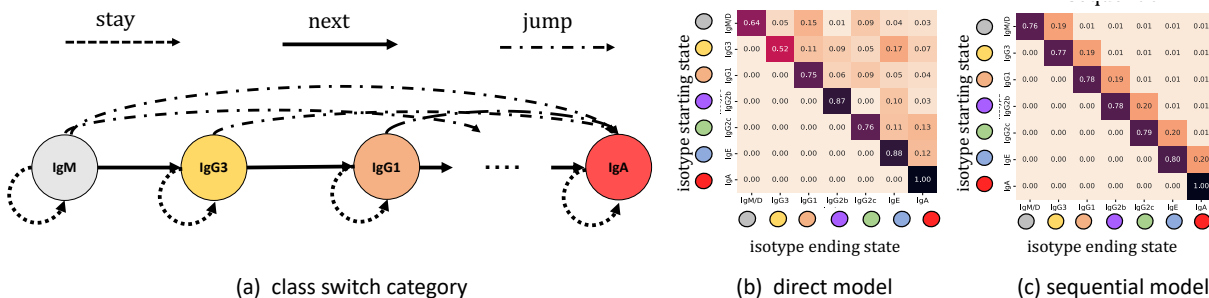 stay next jump
IgM IgG3 IgG1 IgA
(a) class switch category
isotype starting state
IgM/D 0.64 0.05 0.15 0.01 0.09 0.04 0.03
IgG3 0.00 0.52 0.11 0.09 0.05 0.17 0.07
IgG1 0.00 0.00 0.75 0.06 0.09 0.05 0.04
IgG2b 0.00 0.00 0.00 0.87 0.00 0.10 0.03
IgG2c 0.00 0.00 0.00 0.00 0.76 0.11 0.13
IgE 0.00 0.00 0.00 0.00 0.00 0.88 0.12
IgA 0.00 0.00 0.00 0.00 0.00 0.00 1.00
IgM/D IgG3 IgG1 IgG2b IgG2c IgE IgA
isotype ending state
(b) direct model
isotype starting state
IgM/D 0.76 0.19 0.01 0.01 0.01 0.01 0.01
IgG3 0.00 0.77 0.19 0.01 0.01 0.01 0.01
IgG1 0.00 0.00 0.78 0.19 0.01 0.01 0.01
IgG2b 0.00 0.00 0.00 0.78 0.20 0.01 0.01
IgG2c 0.00 0.00 0.00 0.00 0.79 0.20 0.01
IgE 0.00 0.00 0.00 0.00 0.00 0.80 0.20
IgA 0.00 0.00 0.00 0.00 0.00 0.00 1.00
IgM/D IgG3 IgG1 IgG2b IgG2c IgE IgA
isotype ending state
(c) sequential model